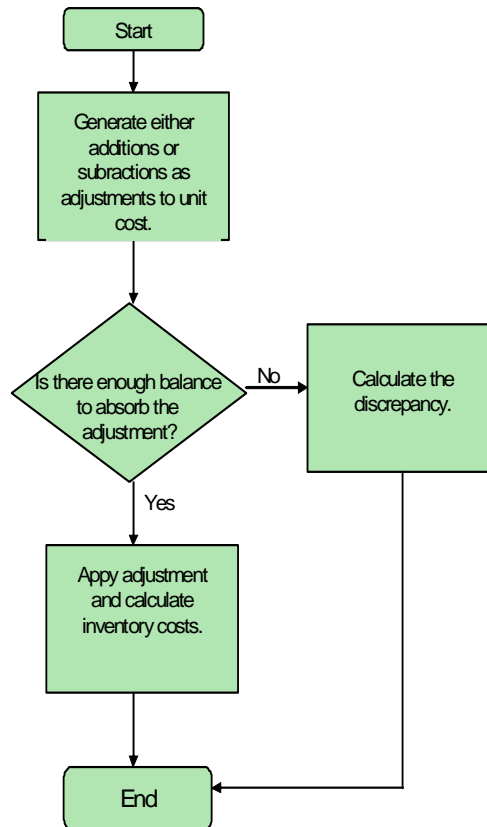 Start
Generate either
additions or
subractions as
adjustments to unit
cost.
Is there enough balance
to absorb the
adjustment?
No
Calculate the
discrepancy.
Yes
Appy adjustment
and calculate
inventory costs.
End